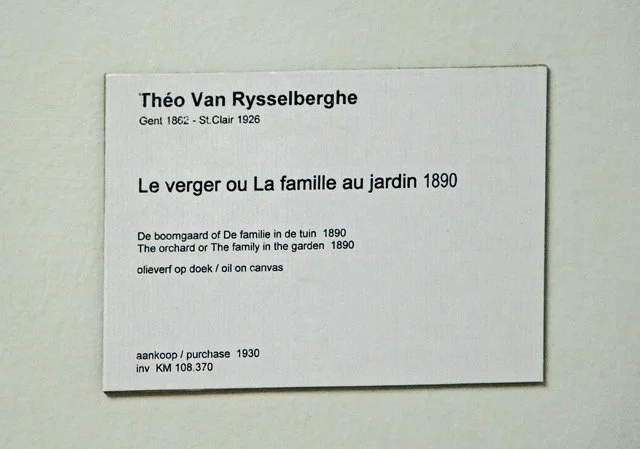 Théo Van Rysselberghe
Gent 1862 - St.Clair 1926
Le verger ou La famille au jardin 1890
De boomgaard of De familie in de tuin 1890
The orchard or The family in the garden 1890
olieverf op doek / oil on canvas
aankoop / purchase 1930
inv KM 108.370